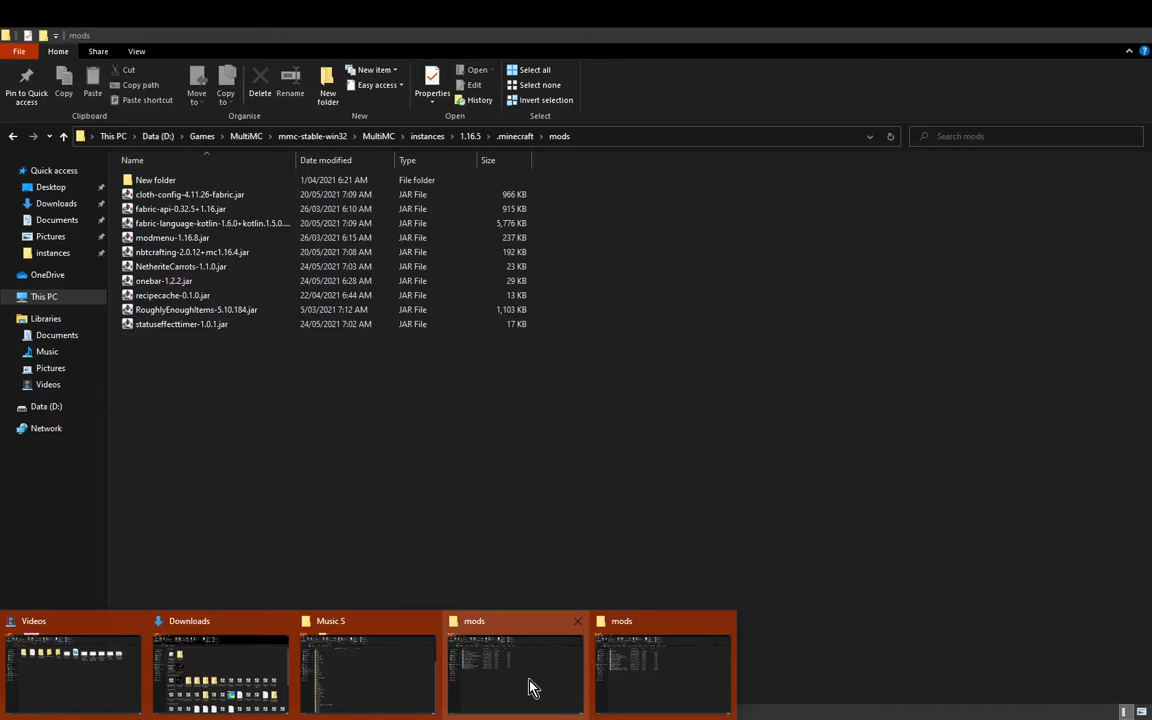 mods
File Home Share View
Pin to Quick access
Copy
Paste
Cut
Copy path
Paste shortcut
Clipboard
Move to
Copy to
Delete
Rename
Organise
New folder
New item
Easy access
New
Properties
Open
Edit
History
Open
Select all
Select none
Invert selection
Select
This PC > Data (D:) > Games > MultiMC > mmc-stable-win32 > MultiMC > instances > 1.16.5 > .minecraft > mods
Search mods
Quick access
Desktop
Downloads
Documents
Pictures
instances
OneDrive
This PC
Libraries
Documents
Music
Pictures
Videos
Data (D:)
Network
Name Date modified Type Size
New folder 1/04/2021 6:21 AM File folder
cloth-config-4.11.26-fabric.jar 20/05/2021 7:09 AM JAR File 966 KB
fabric-api-0.32.5+1.16.jar 26/03/2021 6:10 AM JAR File 915 KB
fabric-language-kotlin-1.6.0+kotlin.1.5.0.... 20/05/2021 7:09 AM JAR File 5,776 KB
modmenu-1.16.8.jar 26/03/2021 6:15 AM JAR File 237 KB
nbtcrafting-2.0.12+mc1.16.4.jar 20/05/2021 7:08 AM JAR File 192 KB
NetheriteCarrots-1.1.0.jar 24/05/2021 7:03 AM JAR File 23 KB
onebar-1.2.2.jar 24/05/2021 6:28 AM JAR File 29 KB
recipecache-0.1.0.jar 22/04/2021 6:44 AM JAR File 13 KB
RoughlyEnoughItems-5.10.184.jar 5/03/2021 7:12 AM JAR File 1,103 KB
statuseffecttimer-1.0.1.jar 24/05/2021 7:02 AM JAR File 17 KB
Videos
Downloads
Music S
mods
mods